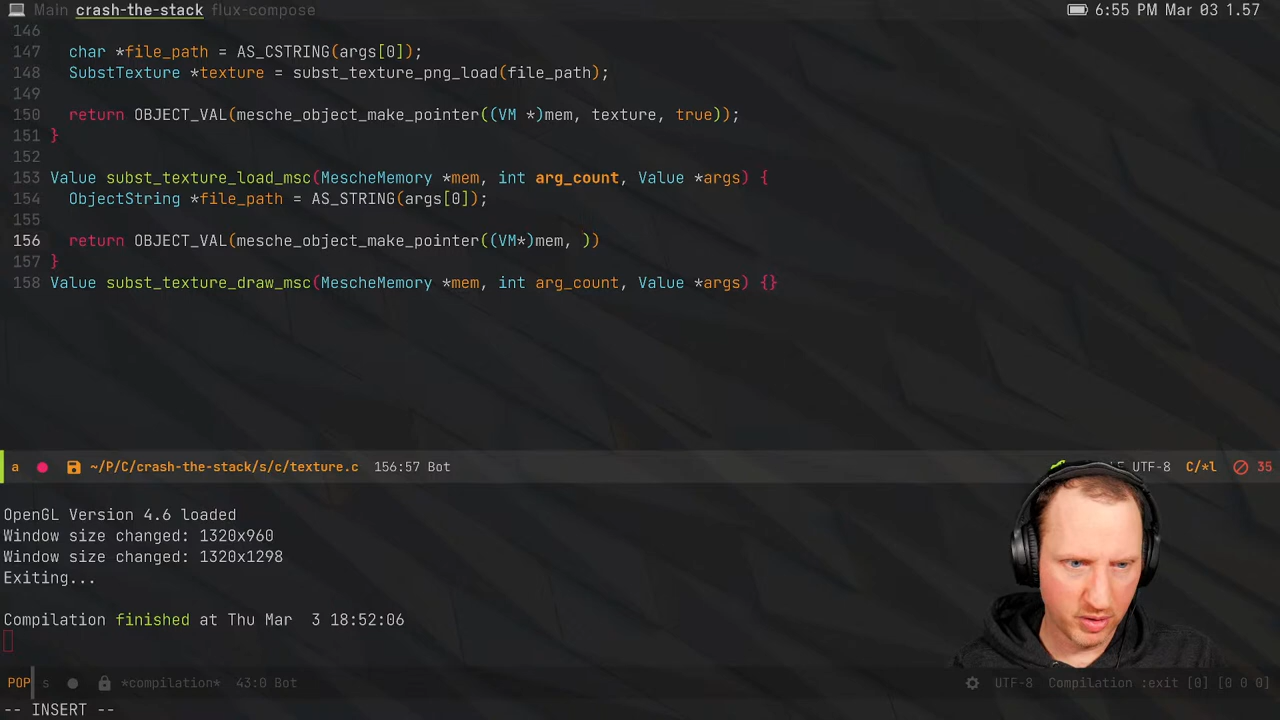 Main crash-the-stack flux-compose 6:55 PM Mar 03 1.57
146
147 char *file_path = AS_CSTRING(args[0]);
148 SubstTexture *texture = subst_texture_png_load(file_path);
149
150 return OBJECT_VAL(mesche_object_make_pointer((VM *)mem, texture, true));
151 }
152
153 Value subst_texture_load_msc(MescheMemory *mem, int arg_count, Value *args) {
154 ObjectString *file_path = AS_STRING(args[0]);
155
156 return OBJECT_VAL(mesche_object_make_pointer((VM*)mem, ))
157 }
158 Value subst_texture_draw_msc(MescheMemory *mem, int arg_count, Value *args) {}
a ~/P/C/crash-the-stack/s/c/texture.c 156:57 Bot UTF-8 C/*l 35
OpenGL Version 4.6 loaded
Window size changed: 1320x960
Window size changed: 1320x1298
Exiting...
Compilation finished at Thu Mar 3 18:52:06
POP s *compilation* 43:0 Bot UTF-8 Compilation :exit [0] [0 0 0]
-- INSERT --